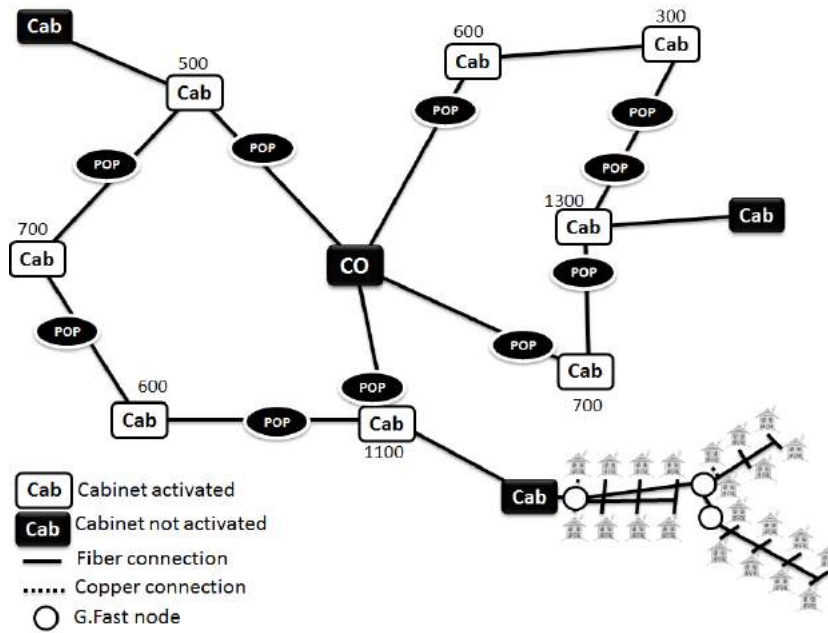 Cab
500
Cab
600
Cab
300
Cab
POP
POP
POP
POP
POP
700
Cab
1300
Cab
Cab
CO
POP
POP
POP
Cab
700
POP
600
Cab
POP
Cab
1100
Cab
Cab Cabinet activated
Cab Cabinet not activated
Fiber connection
Copper connection
G.Fast node